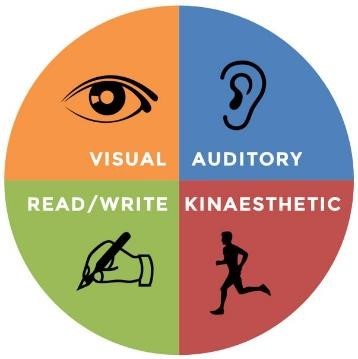 VISUAL
AUDITORY
READ/WRITE
KINAESTHETIC